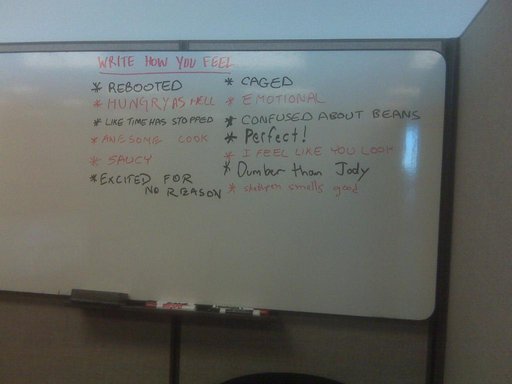 WRITE HOW YOU FEEL
* REBOOTED
* HUNGRY AS HELL
* LIKE TIME HAS STOPPED
* AWESOME COOK
* SAUCY
* EXCITED FOR
NO REASON
* CAGED
* EMOTIONAL
* CONFUSED ABOUT BEANS
* Perfect!
* I FEEL LIKE YOU LOOK
* Dumber than Jody
* smells good